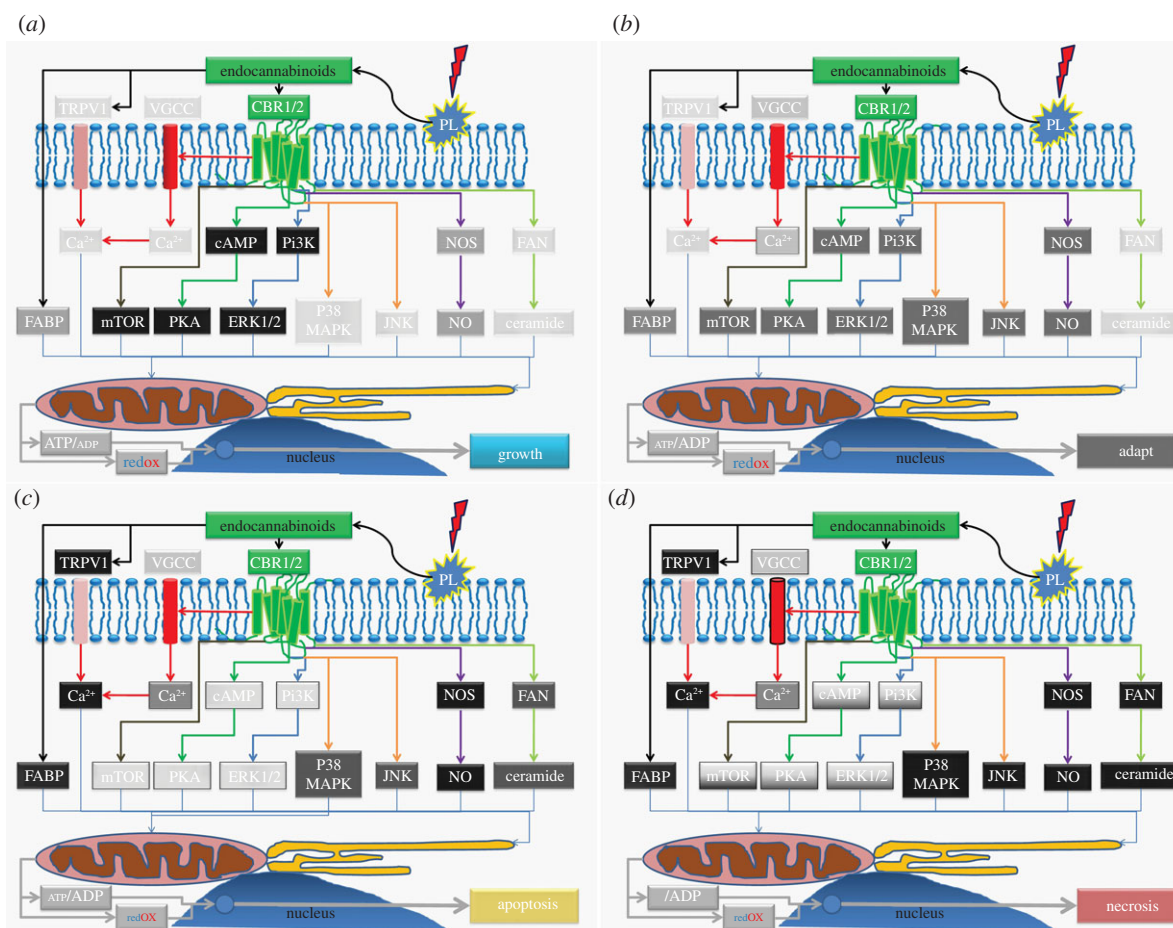 (a)
endocannabinoids
TRPV1
VGCC
CBR1/2
PL
Ca2+
Ca2+
cAMP
Pi3K
NOS
FAN
FABP
mTOR
PKA
ERK1/2
P38
MAPK
JNK
NO
ceramide
ATP/ADP
redox
nucleus
growth
(b)
endocannabinoids
TRPV1
VGCC
CBR1/2
PL
Ca2+
Ca2+
cAMP
Pi3K
NOS
FAN
FABP
mTOR
PKA
ERK1/2
P38
MAPK
JNK
NO
ceramide
ATP/ADP
redox
nucleus
adapt
(c)
endocannabinoids
TRPV1
VGCC
CBR1/2
PL
Ca2+
Ca2+
cAMP
Pi3K
NOS
FAN
FABP
mTOR
PKA
ERK1/2
P38
MAPK
JNK
NO
ceramide
ATP/ADP
redOX
nucleus
apoptosis
(d)
endocannabinoids
TRPV1
VGCC
CBR1/2
PL
Ca2+
Ca2+
cAMP
Pi3K
NOS
FAN
FABP
mTOR
PKA
ERK1/2
P38
MAPK
JNK
NO
ceramide
/ADP
redOX
nucleus
necrosis